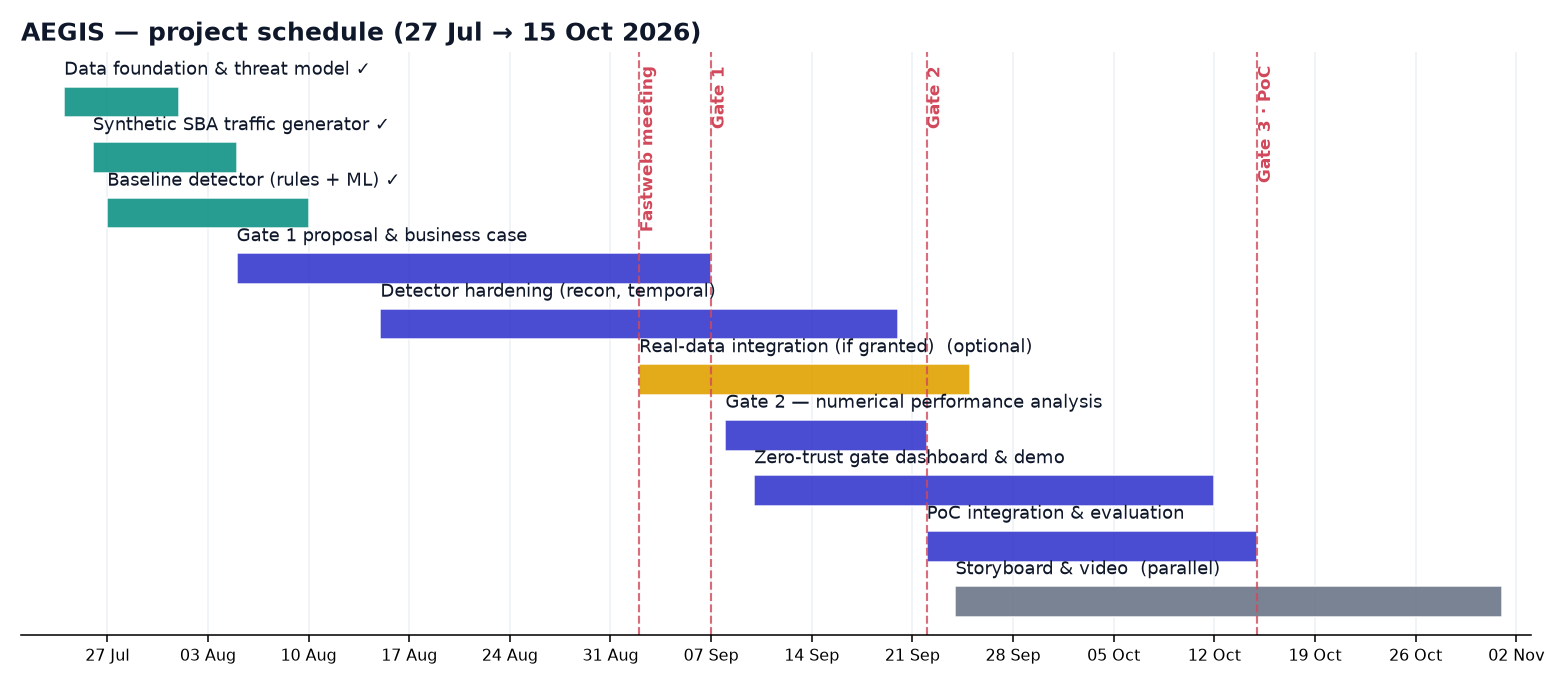 AEGIS — project schedule (27 Jul → 15 Oct 2026)
Data foundation & threat model ✓
Synthetic SBA traffic generator ✓
Baseline detector (rules + ML) ✓
Gate 1 proposal & business case
Detector hardening (recon, temporal)
Real-data integration (if granted)  (optional)
Gate 2 — numerical performance analysis
Zero-trust gate dashboard & demo
PoC integration & evaluation
Storyboard & video  (parallel)
Fastweb meeting
Gate 1
Gate 2
Gate 3 · PoC
27 Jul
03 Aug
10 Aug
17 Aug
24 Aug
31 Aug
07 Sep
14 Sep
21 Sep
28 Sep
05 Oct
12 Oct
19 Oct
26 Oct
02 Nov